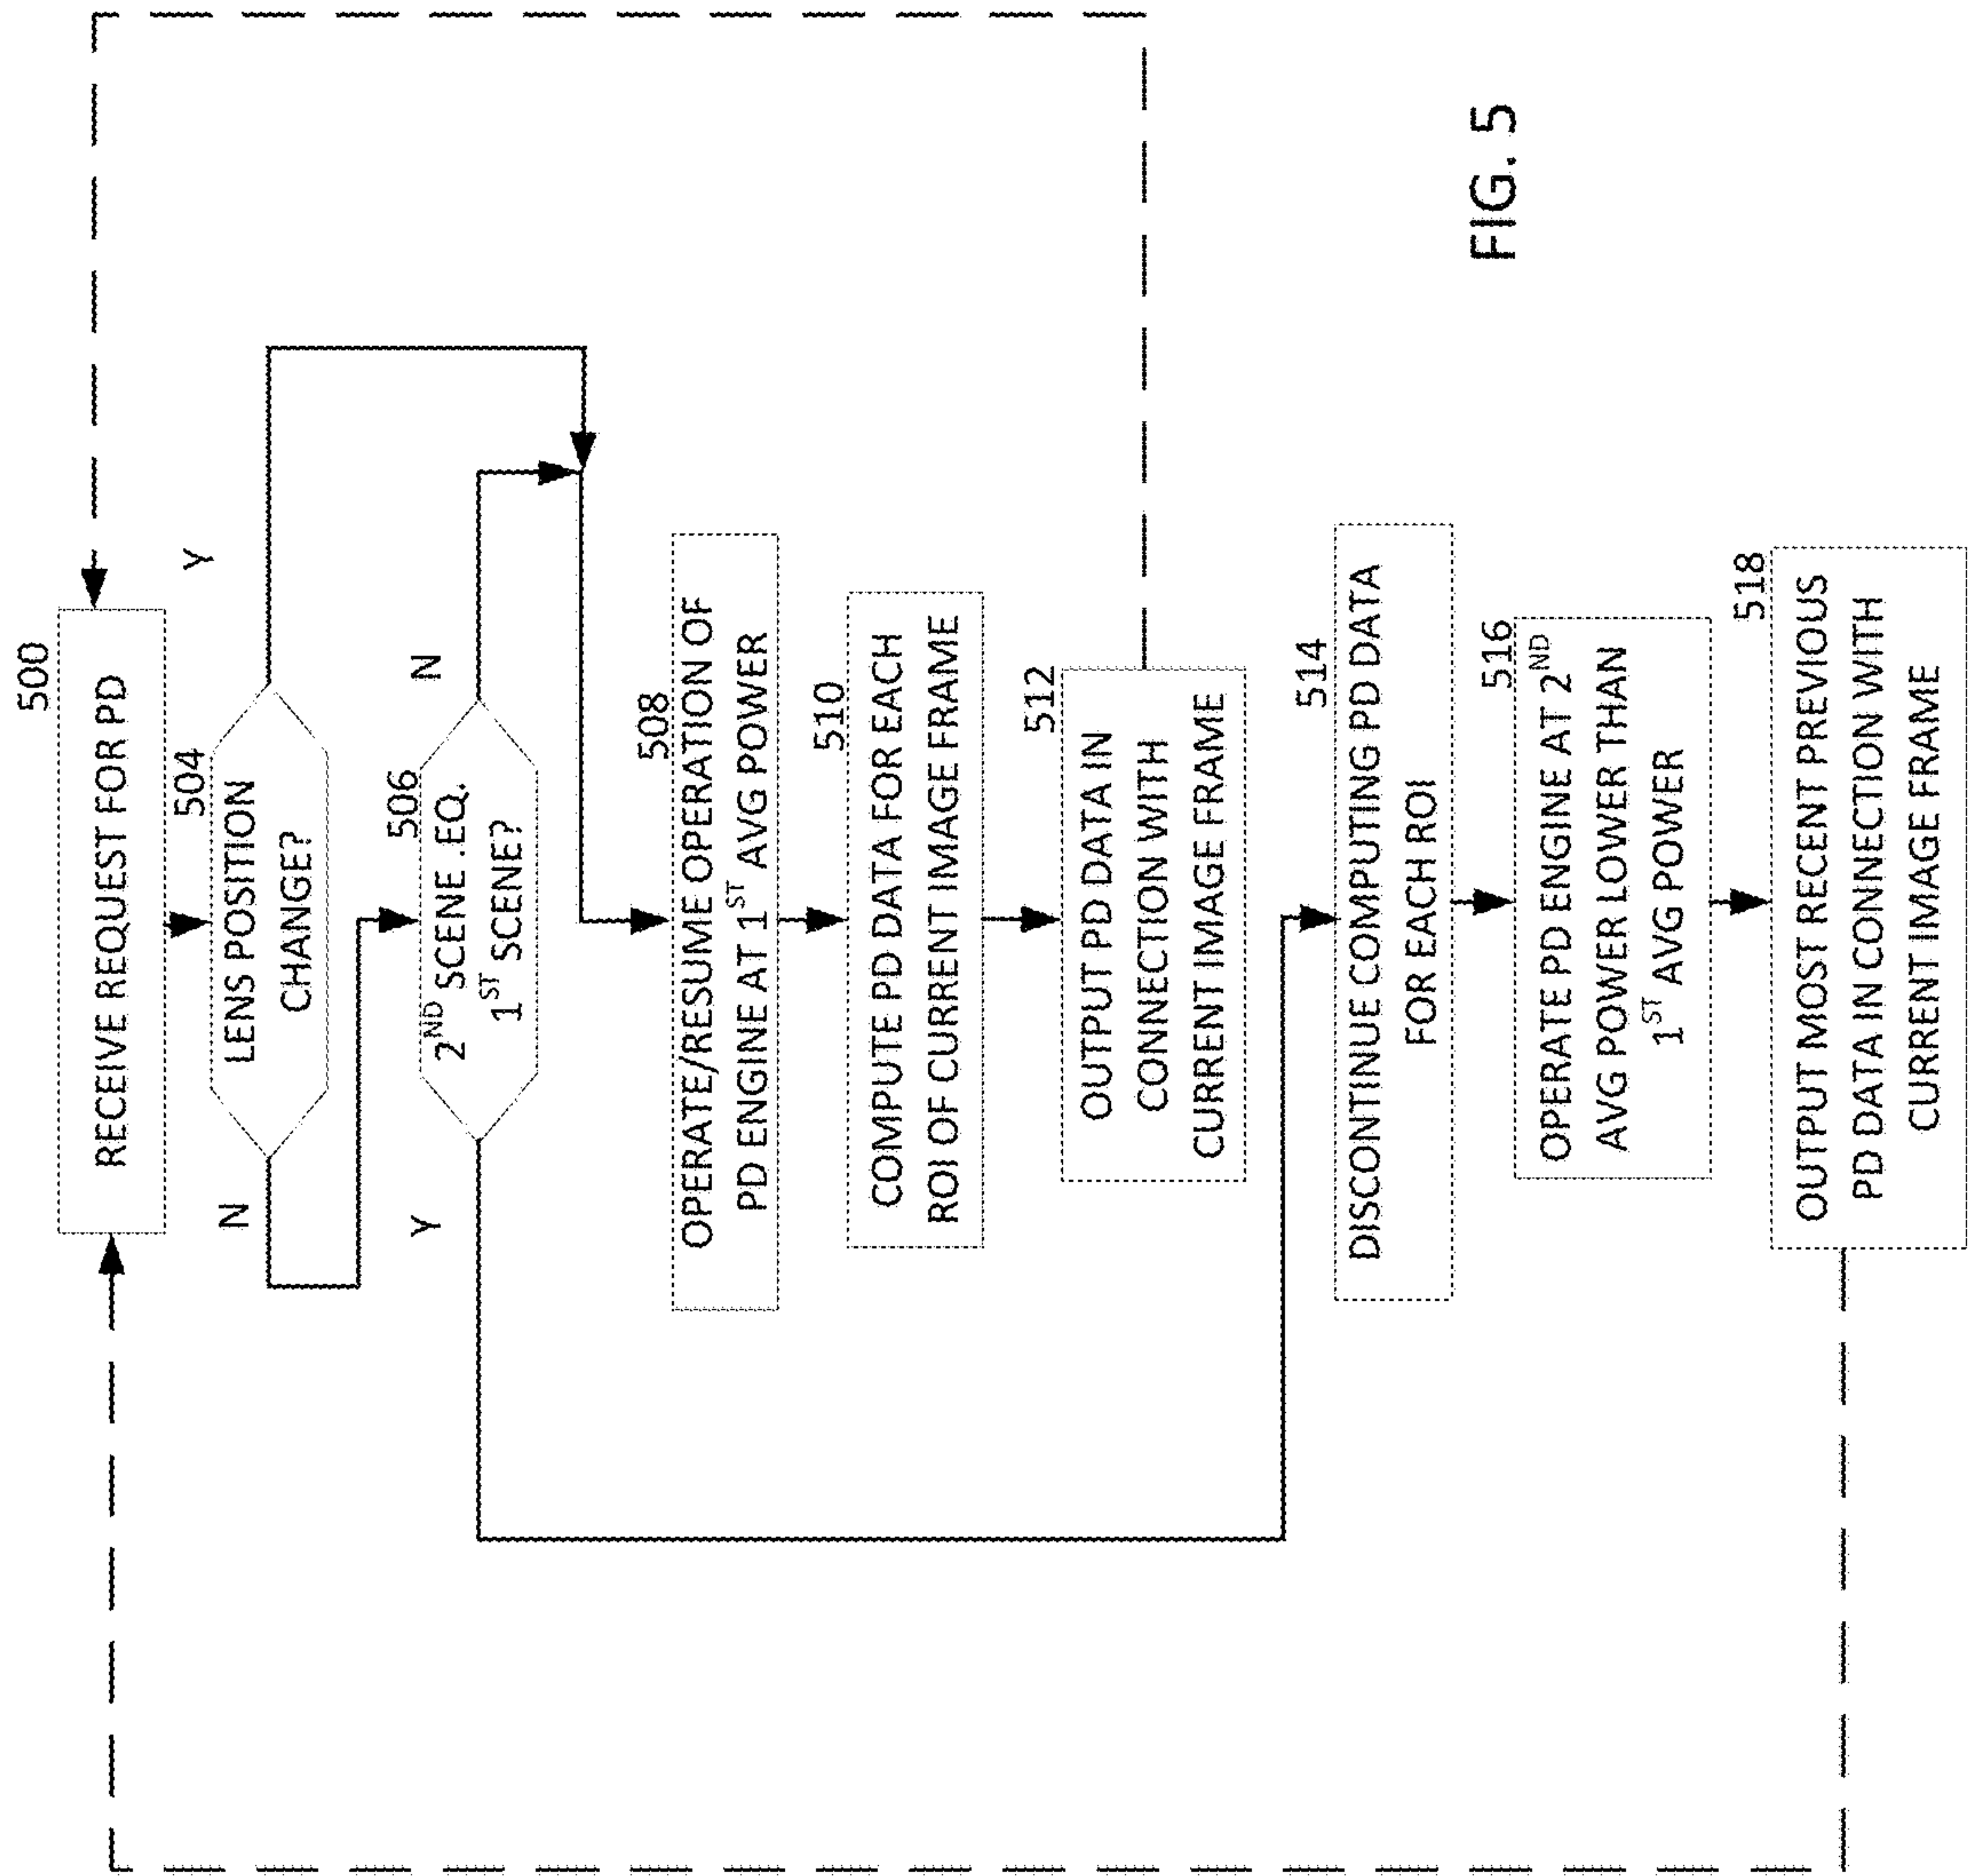 500
RECEIVE REQUEST FOR PD
504
LENS POSITION
CHANGE?
Y
N
506
2ND SCENE .EQ.
1ST SCENE?
N
Y
508
OPERATE/RESUME OPERATION OF
PD ENGINE AT 1ST AVG POWER
510
COMPUTE PD DATA FOR EACH
ROI OF CURRENT IMAGE FRAME
512
OUTPUT PD DATA IN
CONNECTION WITH
CURRENT IMAGE FRAME
514
DISCONTINUE COMPUTING PD DATA
FOR EACH ROI
516
OPERATE PD ENGINE AT 2ND
AVG POWER LOWER THAN
1ST AVG POWER
518
OUTPUT MOST RECENT PREVIOUS
PD DATA IN CONNECTION WITH
CURRENT IMAGE FRAME
FIG. 5